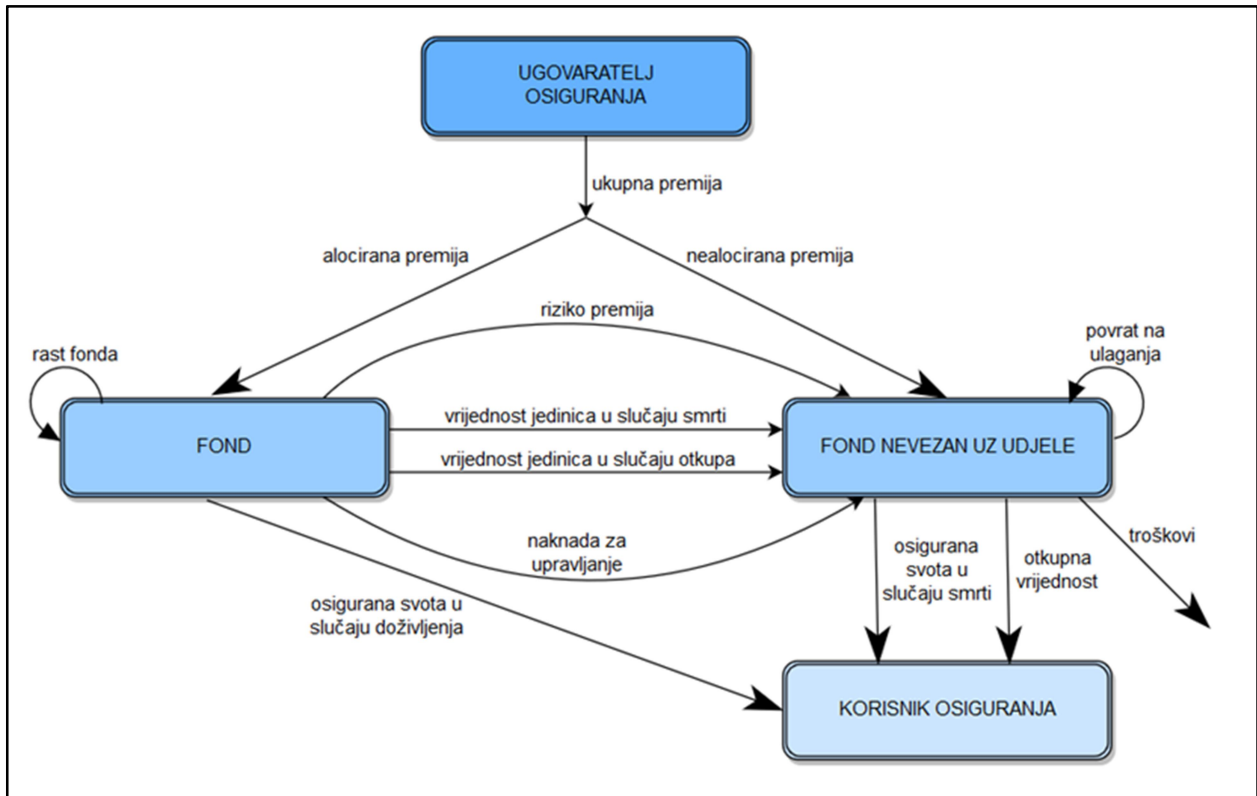 UGOVARATELJ
OSIGURANJA
ukupna premija
alocirana premija
nealocirana premija
riziko premija
rast fonda
povrat na
ulaganja
FOND
vrijednost jedinica u slučaju smrti
vrijednost jedinica u slučaju otkupa
FOND NEVEZAN UZ UDJELE
naknada za
upravljanje
osigurana svota u
slučaju doživljenja
osigurana
svota u
slučaju smrti
otkupna
vrijednost
troškovi
KORISNIK OSIGURANJA